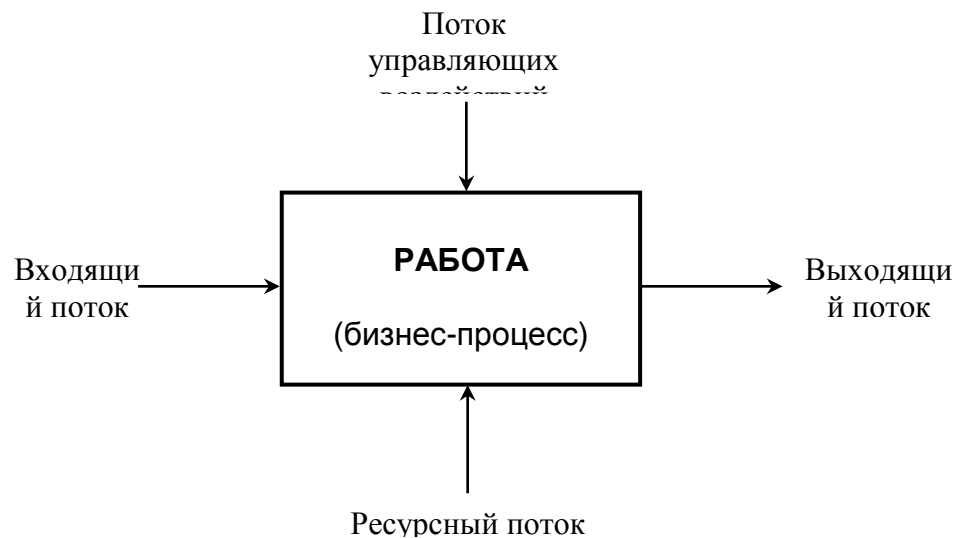 Поток
управляющих
Входящи
й поток
РАБОТА
(бизнес-процесс)
Выходящи
й поток
Ресурсный поток